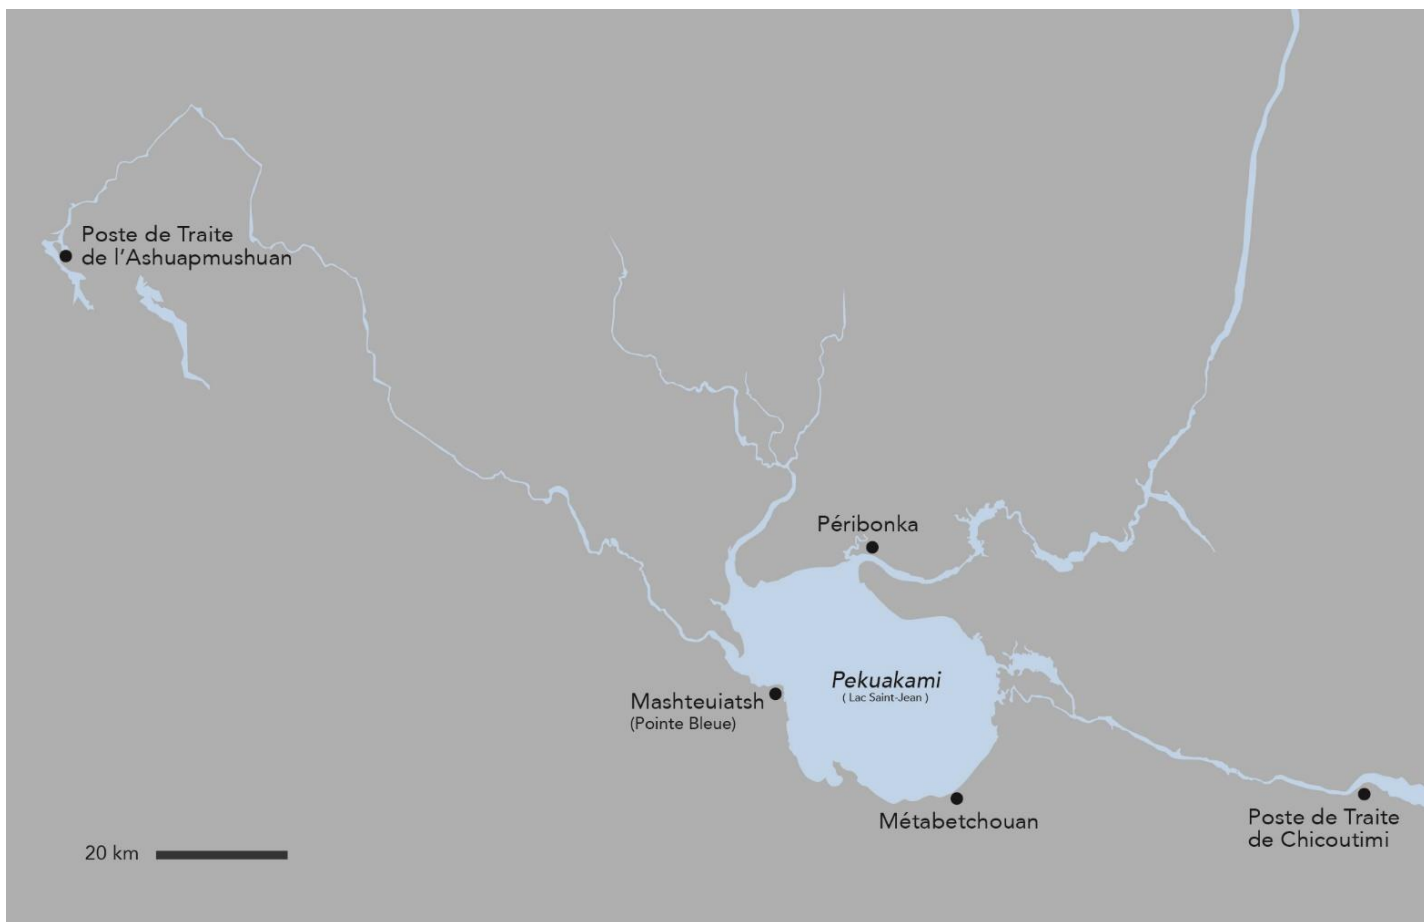 Poste de Traite
de l'Ashuapmushuan
Péribonka
Pekuakami
( Lac Saint-Jean )
Mashteuiatsh
(Pointe Bleue)
Métabetchouan
Poste de Traite
de Chicoutimi
20 km